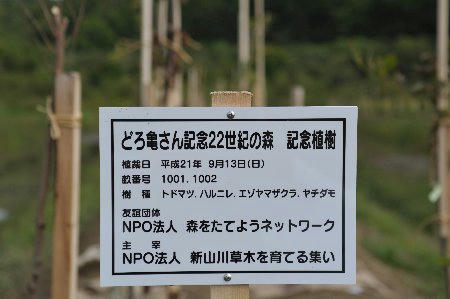 どろ亀さん記念22世紀の森 記念植樹
植栽日 平成21年 9月13日(日)
畝番号 1001、1002
樹種 トドマツ、ハルニレ、エゾヤマザクラ、ヤチダモ
友誼団体
NPO法人 森をたてようネットワーク
主宰
NPO法人 新山川草木を育てる集い